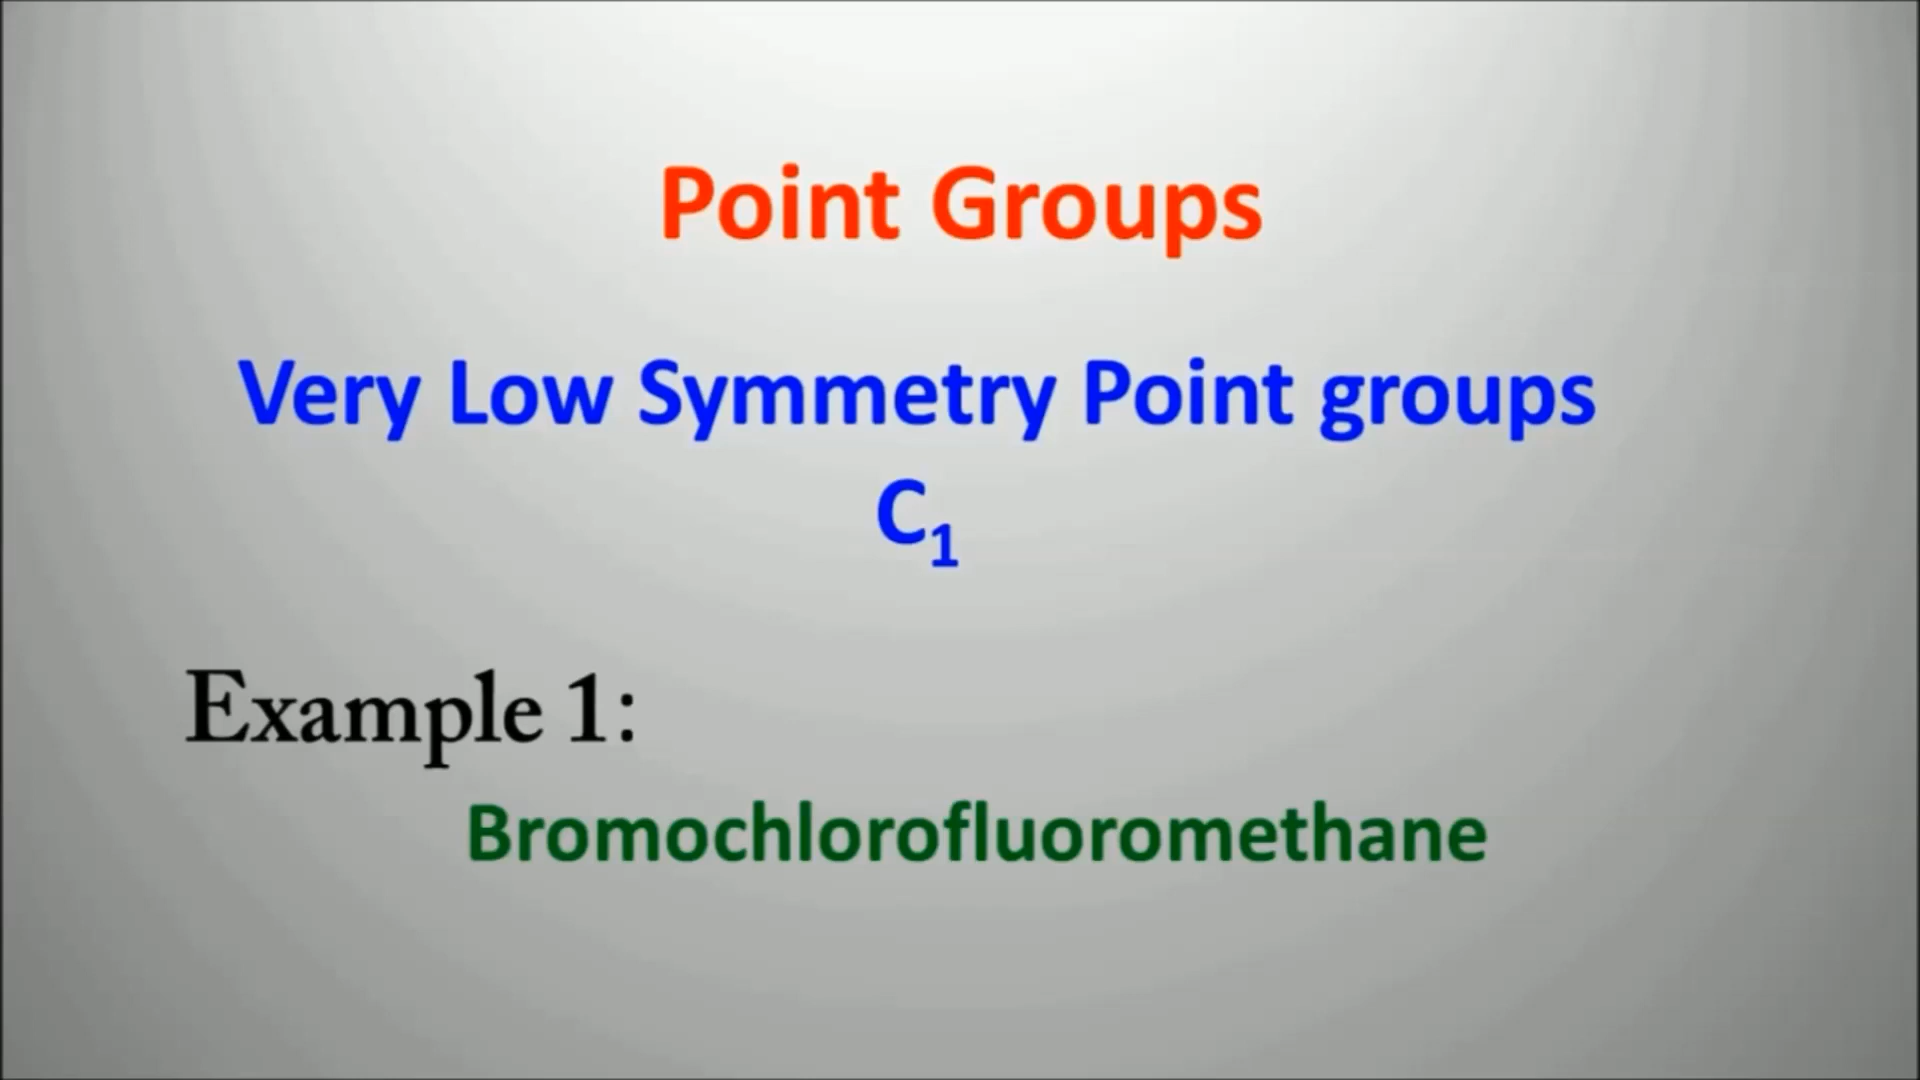 Point Groups
Very Low Symmetry Point groups
C₁
Example 1:
Bromochlorofluoromethane